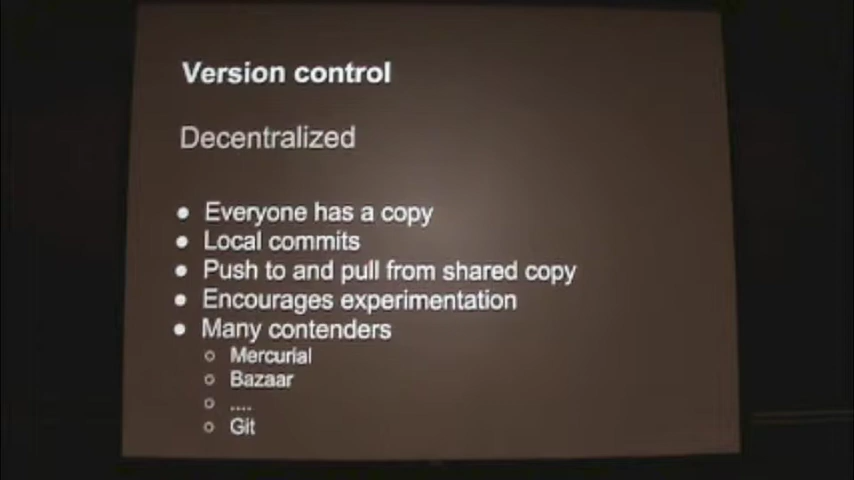 Version control
Decentralized
● Everyone has a copy
● Local commits
● Push to and pull from shared copy
● Encourages experimentation
● Many contenders
○ Mercurial
○ Bazaar
○ ....
○ Git